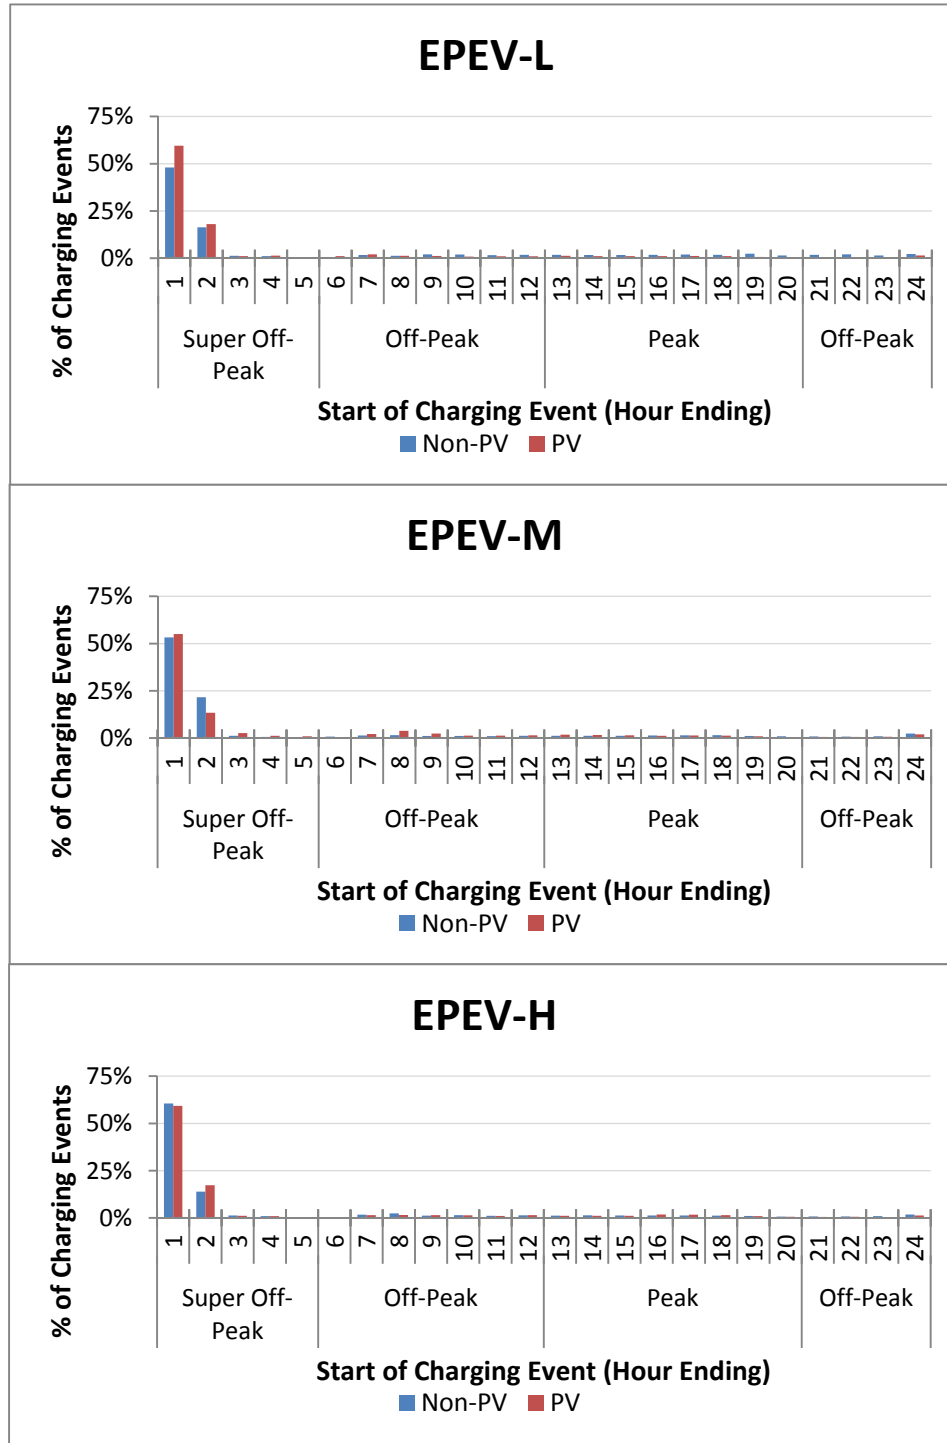 EPEV-L
75%
50%
25%
0%
% of Charging Events
1 2 3 4 5 6 7 8 9 10 11 12 13 14 15 16 17 18 19 20 21 22 23 24
Super Off- Off-Peak Peak Off-Peak
Peak
Start of Charging Event (Hour Ending)
Non-PV PV
EPEV-M
75%
50%
25%
0%
% of Charging Events
1 2 3 4 5 6 7 8 9 10 11 12 13 14 15 16 17 18 19 20 21 22 23 24
Super Off- Off-Peak Peak Off-Peak
Peak
Start of Charging Event (Hour Ending)
Non-PV PV
EPEV-H
75%
50%
25%
0%
% of Charging Events
1 2 3 4 5 6 7 8 9 10 11 12 13 14 15 16 17 18 19 20 21 22 23 24
Super Off- Off-Peak Peak Off-Peak
Peak
Start of Charging Event (Hour Ending)
Non-PV PV